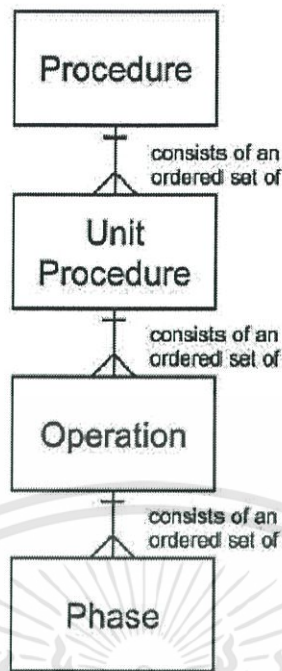 Procedure
consists of an
ordered set of
Unit
Procedure
consists of an
ordered set of
Operation
consists of an
ordered set of
Phase